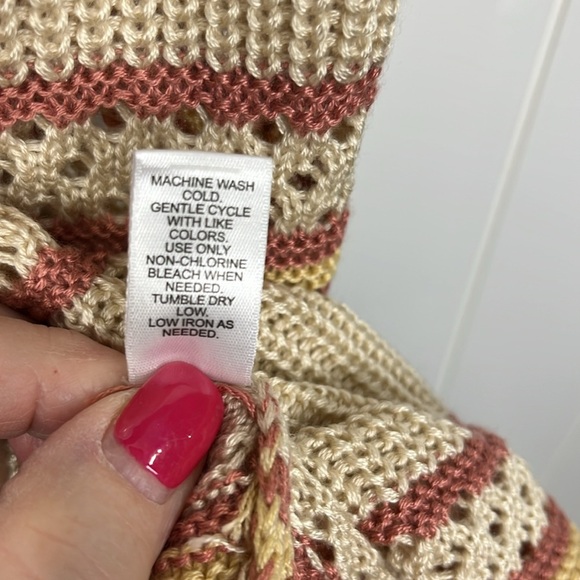 MACHINE WASH
COLD.
GENTLE CYCLE
WITH LIKE
COLORS.
USE ONLY
NON-CHLORINE
BLEACH WHEN
NEEDED.
TUMBLE DRY
LOW.
LOW IRON AS
NEEDED.